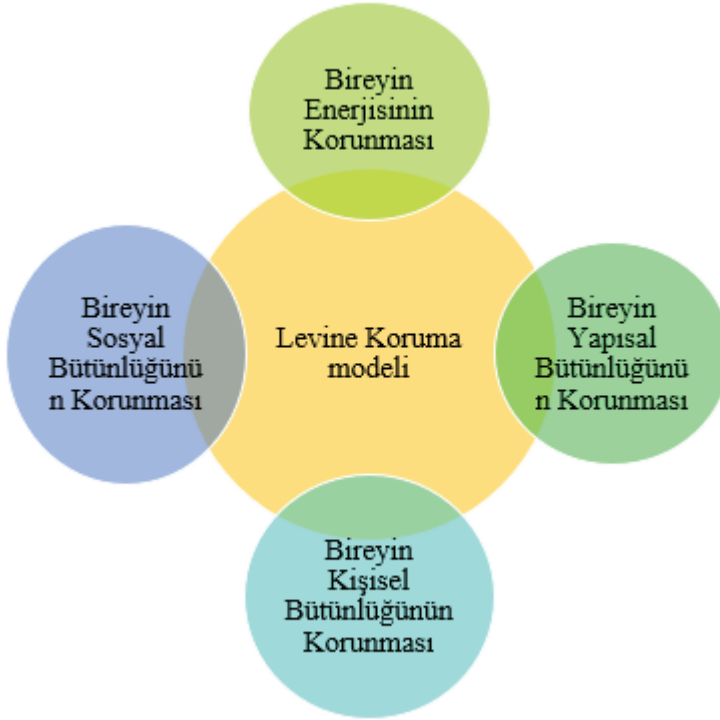 Bireyin
Enerjisinin
Korunması
Bireyin
Sosyal
Bütünlüğünü
n Korunması
Levine Koruma
modeli
Bireyin
Yapısal
Bütünlüğünü
n Korunması
Bireyin
Kişisel
Bütünlüğünün
Korunması